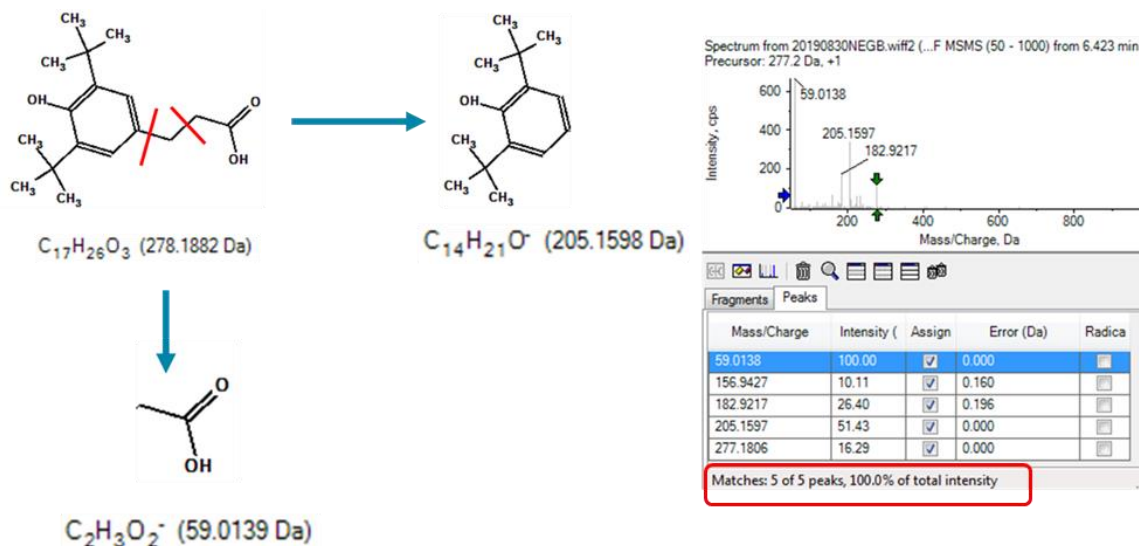 CH₃
CH₃
CH₃
OH
CH₃
CH₃
CH₃
O
OH
C₁₇H₂₆O₃ (278.1882 Da)
CH₃
CH₃
CH₃
OH
CH₃
CH₃
CH₃
C₁₄H₂₁O⁻ (205.1598 Da)
O
OH
C₂H₃O₂⁻ (59.0139 Da)
Spectrum from 20190830NEGB.wiff2 (...F MSMS (50 - 1000) from 6.423 min
Precursor: 277.2 Da, +1
Intensity, cps
600
400
200
0
59.0138
205.1597
182.9217
200 400 600 800
Mass/Charge, Da
Fragments Peaks
Mass/Charge Intensity ( Assign Error (Da) Radica
59.0138 100.00 0.000
156.9427 10.11 0.160
182.9217 26.40 0.196
205.1597 51.43 0.000
277.1806 16.29 0.000
Matches: 5 of 5 peaks, 100.0% of total intensity